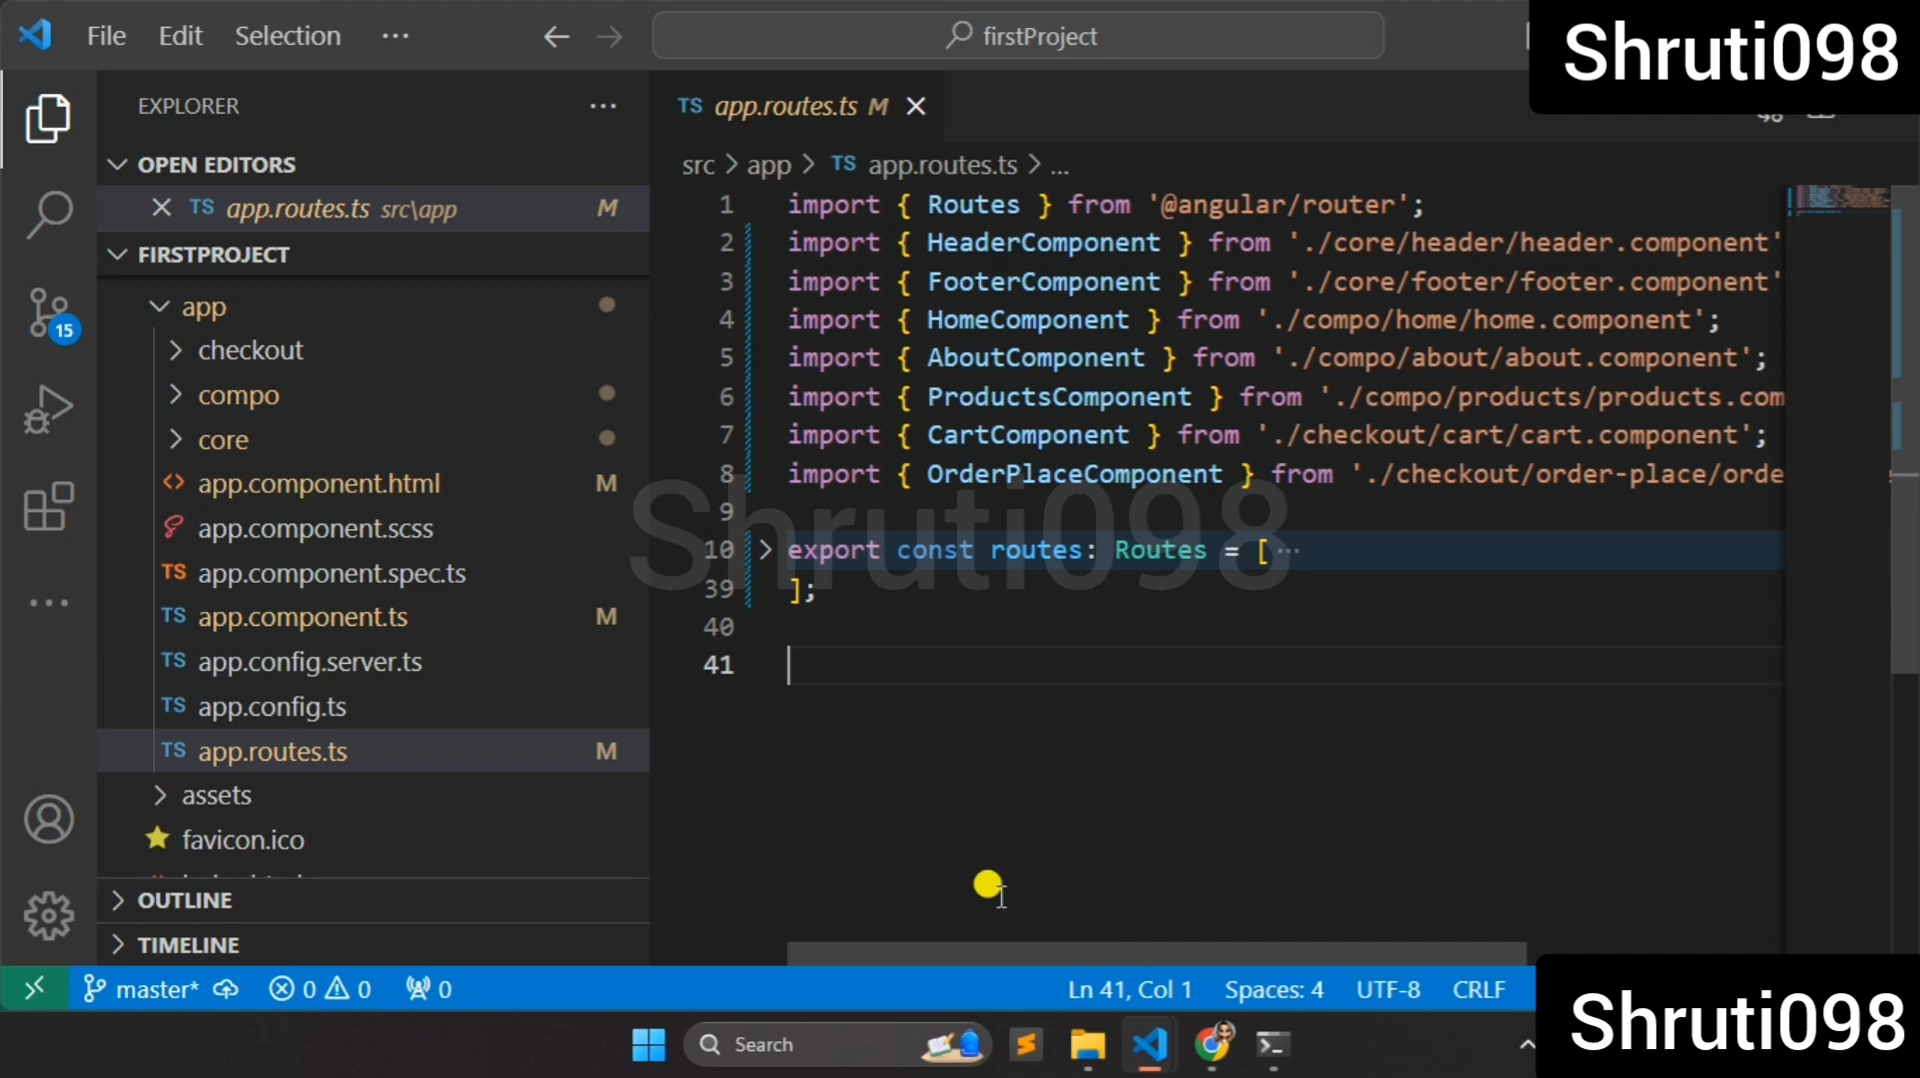 File Edit Selection ...
firstProject
Shruti098
EXPLORER ...
OPEN EDITORS
TS app.routes.ts src\app M
FIRSTPROJECT
app
checkout
compo
core
app.component.html M
app.component.scss
TS app.component.spec.ts
TS app.component.ts M
TS app.config.server.ts
TS app.config.ts
TS app.routes.ts M
assets
favicon.ico
OUTLINE
TIMELINE
15
TS app.routes.ts M
src > app > TS app.routes.ts > ...
1 import { Routes } from '@angular/router';
2 import { HeaderComponent } from './core/header/header.component'
3 import { FooterComponent } from './core/footer/footer.component'
4 import { HomeComponent } from './compo/home/home.component';
5 import { AboutComponent } from './compo/about/about.component';
6 import { ProductsComponent } from './compo/products/products.com
7 import { CartComponent } from './checkout/cart/cart.component';
8 import { OrderPlaceComponent } from './checkout/order-place/orde
9
10 export const routes: Routes = [ ...
39 ];
40
41
Shruti098
master* 0 0 0
Ln 41, Col 1 Spaces: 4 UTF-8 CRLF
Search
Shruti098